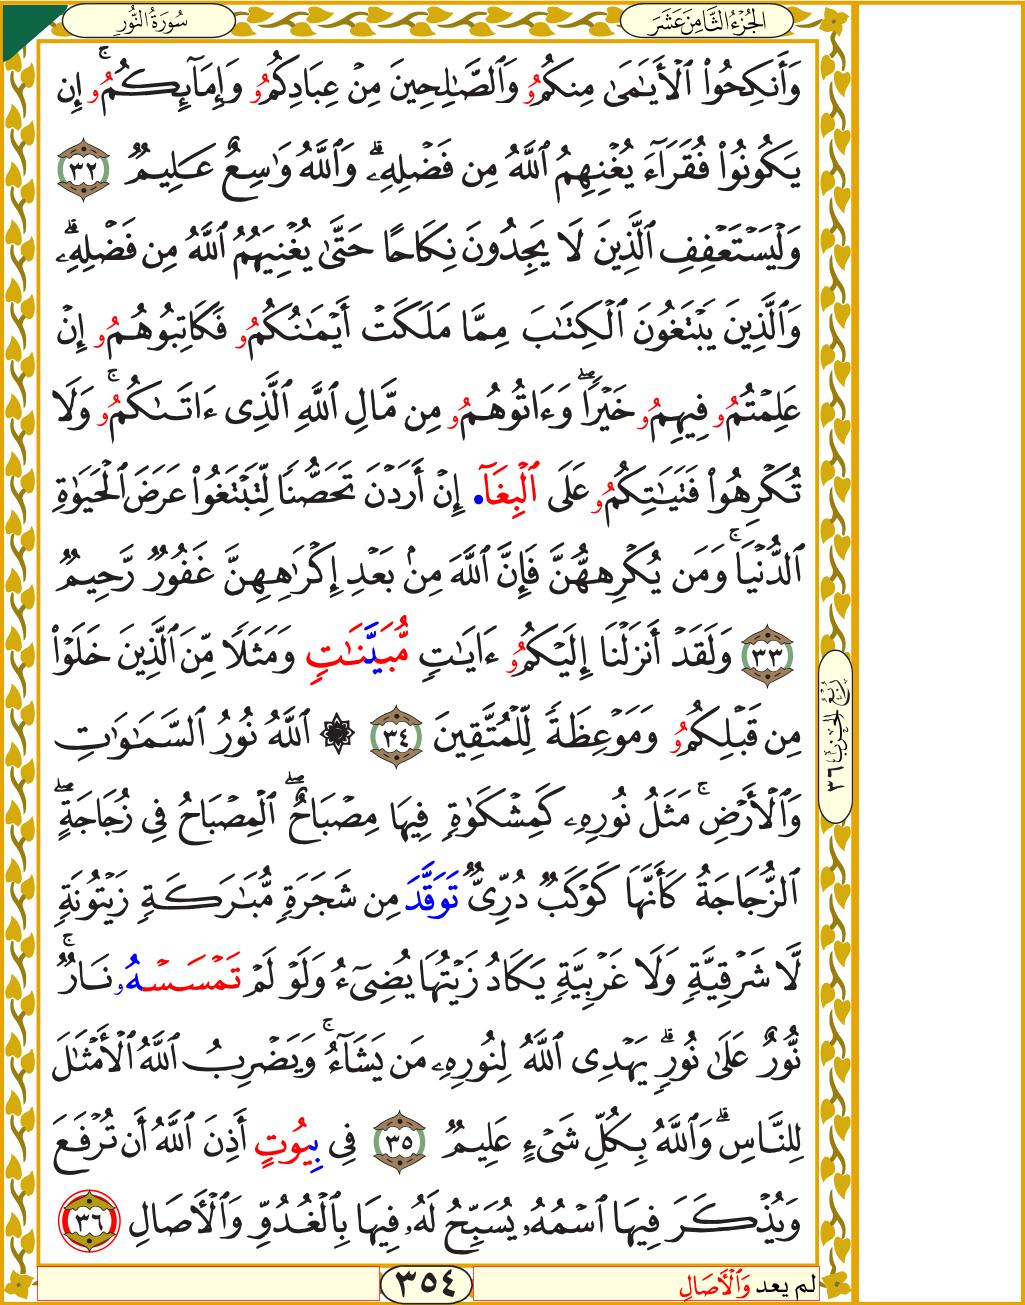 الجُزْءُ الثَّامِنَ عَشَرَ
سُورَةُ النُّورِ
وَأَنكِحُوا۟ ٱلۡأَيَٰمَىٰ مِنكُمُۥ وَٱلصَّٰلِحِينَ مِنۡ عِبَادِكُمُۥ وَإِمَآئِكُمُۥۚ إِن
يَكُونُوا۟ فُقَرَآءَ يُغۡنِهِمُ ٱللَّهُ مِن فَضۡلِهِۦۗ وَٱللَّهُ وَٰسِعٌ عَلِيمٌ ٣٢
وَلۡيَسۡتَعۡفِفِ ٱلَّذِينَ لَا يَجِدُونَ نِكَاحًا حَتَّىٰ يُغۡنِيَهُمُ ٱللَّهُ مِن فَضۡلِهِۦۗ
وَٱلَّذِينَ يَبۡتَغُونَ ٱلۡكِتَٰبَ مِمَّا مَلَكَتۡ أَيۡمَٰنُكُمُۥ فَكَاتِبُوهُمُۥ إِنۡ
عَلِمۡتُمُۥ فِيهِمُۥ خَيۡرًاۖ وَءَاتُوهُمُۥ مِن مَّالِ ٱللَّهِ ٱلَّذِى ءَاتَىٰكُمُۥۚ وَلَا
تُكۡرِهُوا۟ فَتَيَٰتِكُمُۥ عَلَى ٱلۡبِغَآ• إِنۡ أَرَدۡنَ تَحَصُّنًا لِّتَبۡتَغُوا۟ عَرَضَ ٱلۡحَيَوٰةِ
ٱلدُّنۡيَاۚ وَمَن يُكۡرِههُّنَّ فَإِنَّ ٱللَّهَ مِنۢ بَعۡدِ إِكۡرَٰهِهِنَّ غَفُورٌ رَّحِيمٌ
٣٣ وَلَقَدۡ أَنزَلۡنَا إِلَيۡكُمُۥ ءَايَٰتٍ مُّبَيَّنَٰتٍ وَمَثَلًا مِّنَ ٱلَّذِينَ خَلَوۡا۟
مِن قَبۡلِكُمُۥ وَمَوۡعِظَةً لِّلۡمُتَّقِينَ ٣٤ ۞ ٱللَّهُ نُورُ ٱلسَّمَٰوَٰتِ
وَٱلۡأَرۡضِۚ مَثَلُ نُورِهِۦ كَمِشۡكَوٰةٍ فِيهَا مِصۡبَاحٌۖ ٱلۡمِصۡبَاحُ فِى زُجَاجَةٍۖ
ٱلزُّجَاجَةُ كَأَنَّهَا كَوۡكَبٌ دُرِّىٌّ تَوَقَّدَ مِن شَجَرَةٍ مُّبَٰرَكَةٍ زَيۡتُونَةٍ
لَّا شَرۡقِيَّةٍ وَلَا غَرۡبِيَّةٍ يَكَادُ زَيۡتُهَا يُضِىٓءُ وَلَوۡ لَمۡ تَمۡسَسۡهُۥ نَارٌۚ
نُّورٌ عَلَىٰ نُورٍۗ يَهۡدِى ٱللَّهُ لِنُورِهِۦ مَن يَشَآءُۚ وَيَضۡرِبُ ٱللَّهُ ٱلۡأَمۡثَٰلَ
لِلنَّاسِۗ وَٱللَّهُ بِكُلِّ شَىۡءٍ عَلِيمٌ ٣٥ فِى بِيُوتٍ أَذِنَ ٱللَّهُ أَن تُرۡفَعَ
وَيُذۡكَرَ فِيهَا ٱسۡمُهُۥ يُسَبِّحُ لَهُۥ فِيهَا بِٱلۡغُدُوِّ وَٱلۡأَصَالِ ٣٦
رُبْعُ الحِزْبِ ٣٦
لم يعد وَٱلۡأَصَالِ
٣٥٤